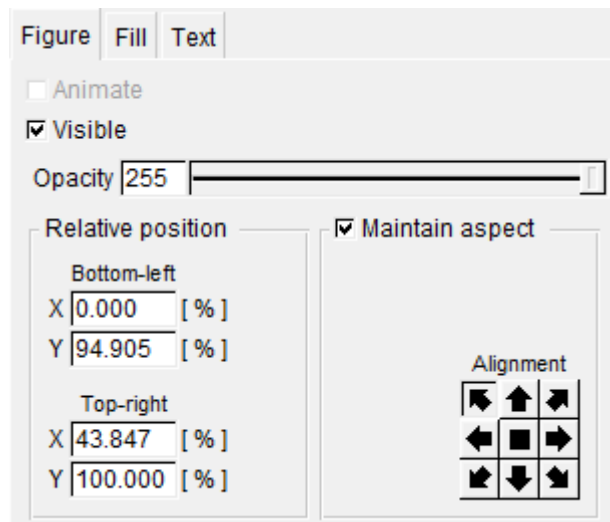 Figure Fill Text
Animate
Visible
Opacity 255
Relative position
Bottom-left
X 0.000 [ % ]
Y 94.905 [ % ]
Top-right
X 43.847 [ % ]
Y 100.000 [ % ]
Maintain aspect
Alignment